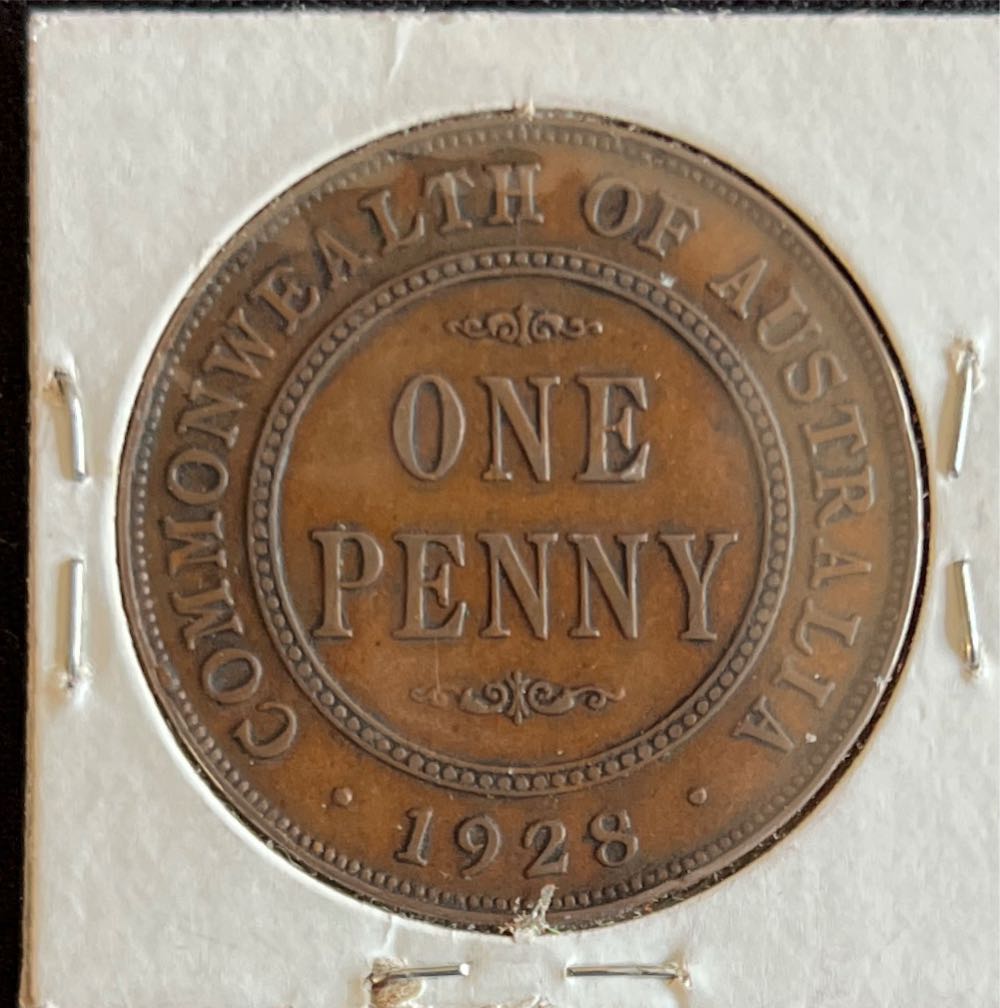 COMMONWEALTH OF AUSTRALIA
ONE
PENNY
· 1928 ·